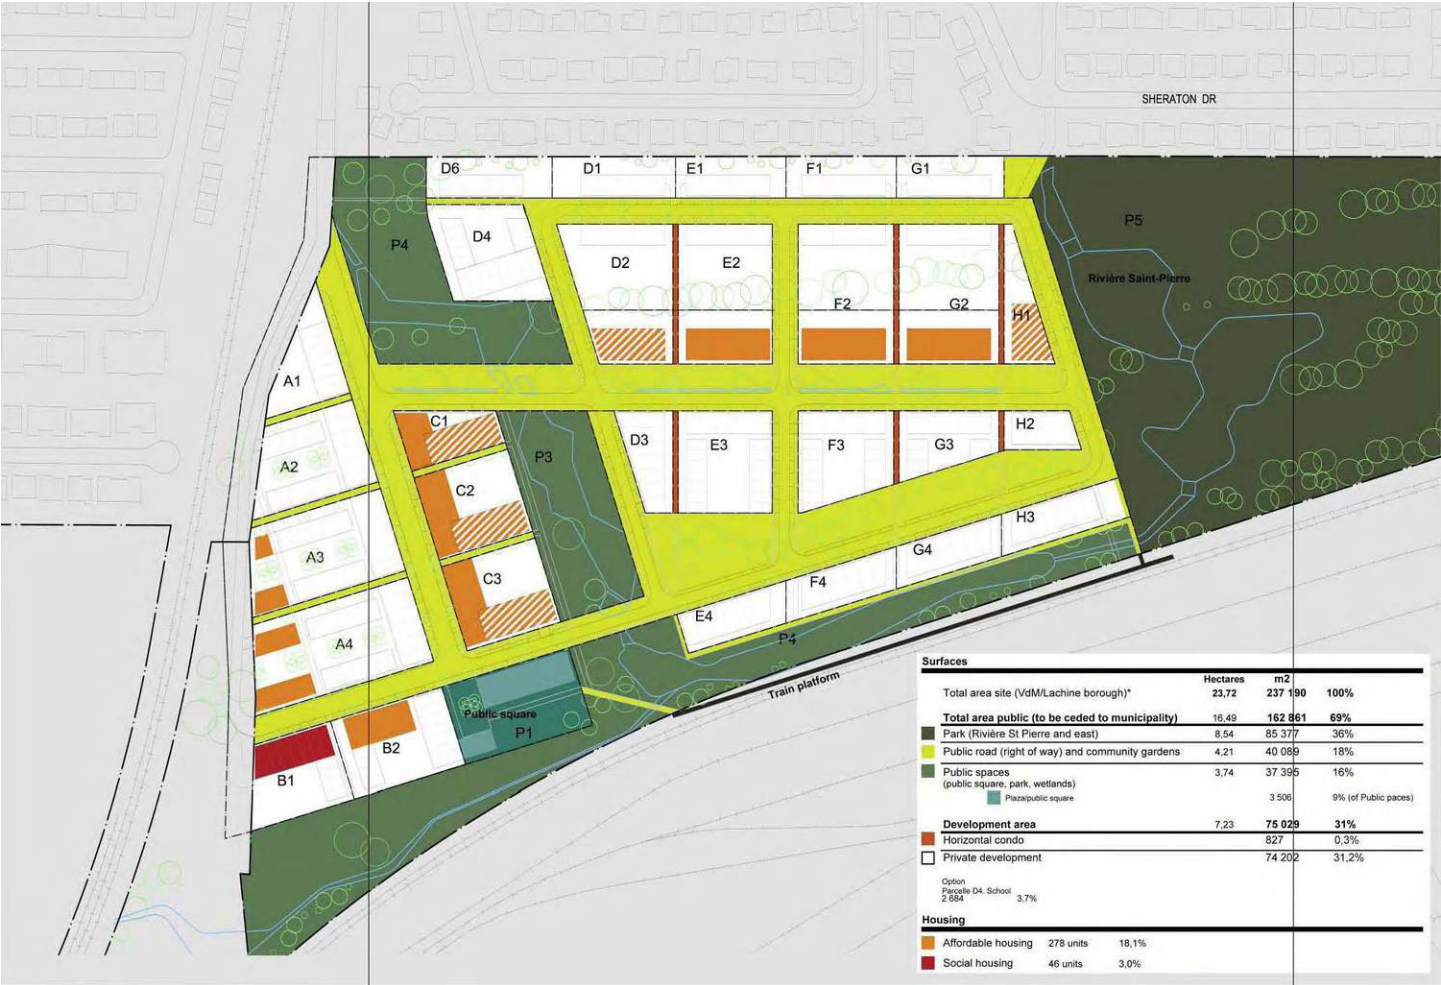 SHERATON DR
D6
D1
E1
F1
G1
P5
D4
P4
D2
E2
Rivière Saint-Pierre
F2
G2
H1
A1
C1
D3
E3
F3
G3
H2
P3
A2
C2
H3
A3
G4
C3
F4
E4
A4
P4
Train platform
Public square
P1
B2
B1
Surfaces
Hectares m2
Total area site (VdM/Lachine borough)* 23,72 237 190 100%
Total area public (to be ceded to municipality) 16,49 162 861 69%
Park (Rivière St Pierre and east) 8,54 85 377 36%
Public road (right of way) and community gardens 4,21 40 089 18%
Public spaces 3,74 37 395 16%
(public square, park, wetlands)
Plaza/public square 3 506 9% (of Public paces)
Development area 7,23 75 029 31%
Horizontal condo 827 0,3%
Private development 74 202 31,2%
Option
Parcelle D4. School
2 684 3.7%
Housing
Affordable housing 278 units 18,1%
Social housing 46 units 3,0%